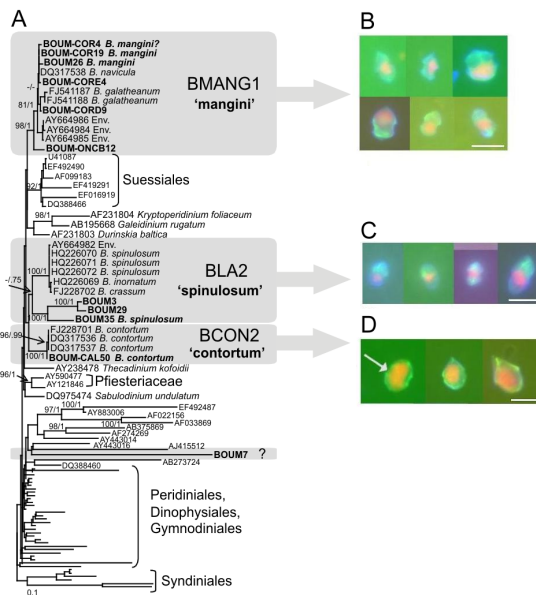 A
BOUM-COR4 B. mangini?
BOUM-COR19 B. mangini
BOUM26 B. mangini
DQ317538 B. navicula
BOUM-CORE4
-/-
FJ541187 B. galatheanum
FJ541188 B. galatheanum
81/1
BOUM-CORD9
AY664986 Env.
98/1
AY664984 Env.
AY664985 Env.
BOUM-ONCB12
BMANG1
‘mangini’
U41087
EF492490
AF099183
92/1
EF419291
EF016919
DQ388466
Suessiales
98/1
AF231804 Kryptoperidinium foliaceum
AB195668 Galeidinium rugatum
AF231803 Durinskia baltica
AY664982 Env.
HQ226070 B. spinulosum
HQ226071 B. spinulosum
100/1
HQ226072 B. spinulosum
-/.75
HQ226069 B. inornatum
FJ228702 B. crassum
100/1
BOUM3
BOUM29
100/1
BOUM35 B. spinulosum
BLA2
‘spinulosum’
FJ228701 B. contortum
96/.99
DQ317536 B. contortum
DQ317537 B. contortum
100/1
BOUM-CAL50 B. contortum
BCON2
‘contortum’
AY238478 Thecadinium kofoidii
96/1
AY590477
AY121846
Pfiesteriaceae
DQ975474 Sabulodinium undulatum
100/1
EF492487
97/1
AY883006
AF022156
100/1
AF033869
98/1
AB375869
AF274269
AY443014
AY443016
AJ415512
BOUM7
?
AB273724
DQ388460
Peridiniales,
Dinophysiales,
Gymnodiniales
Syndiniales
0.1
B
C
D